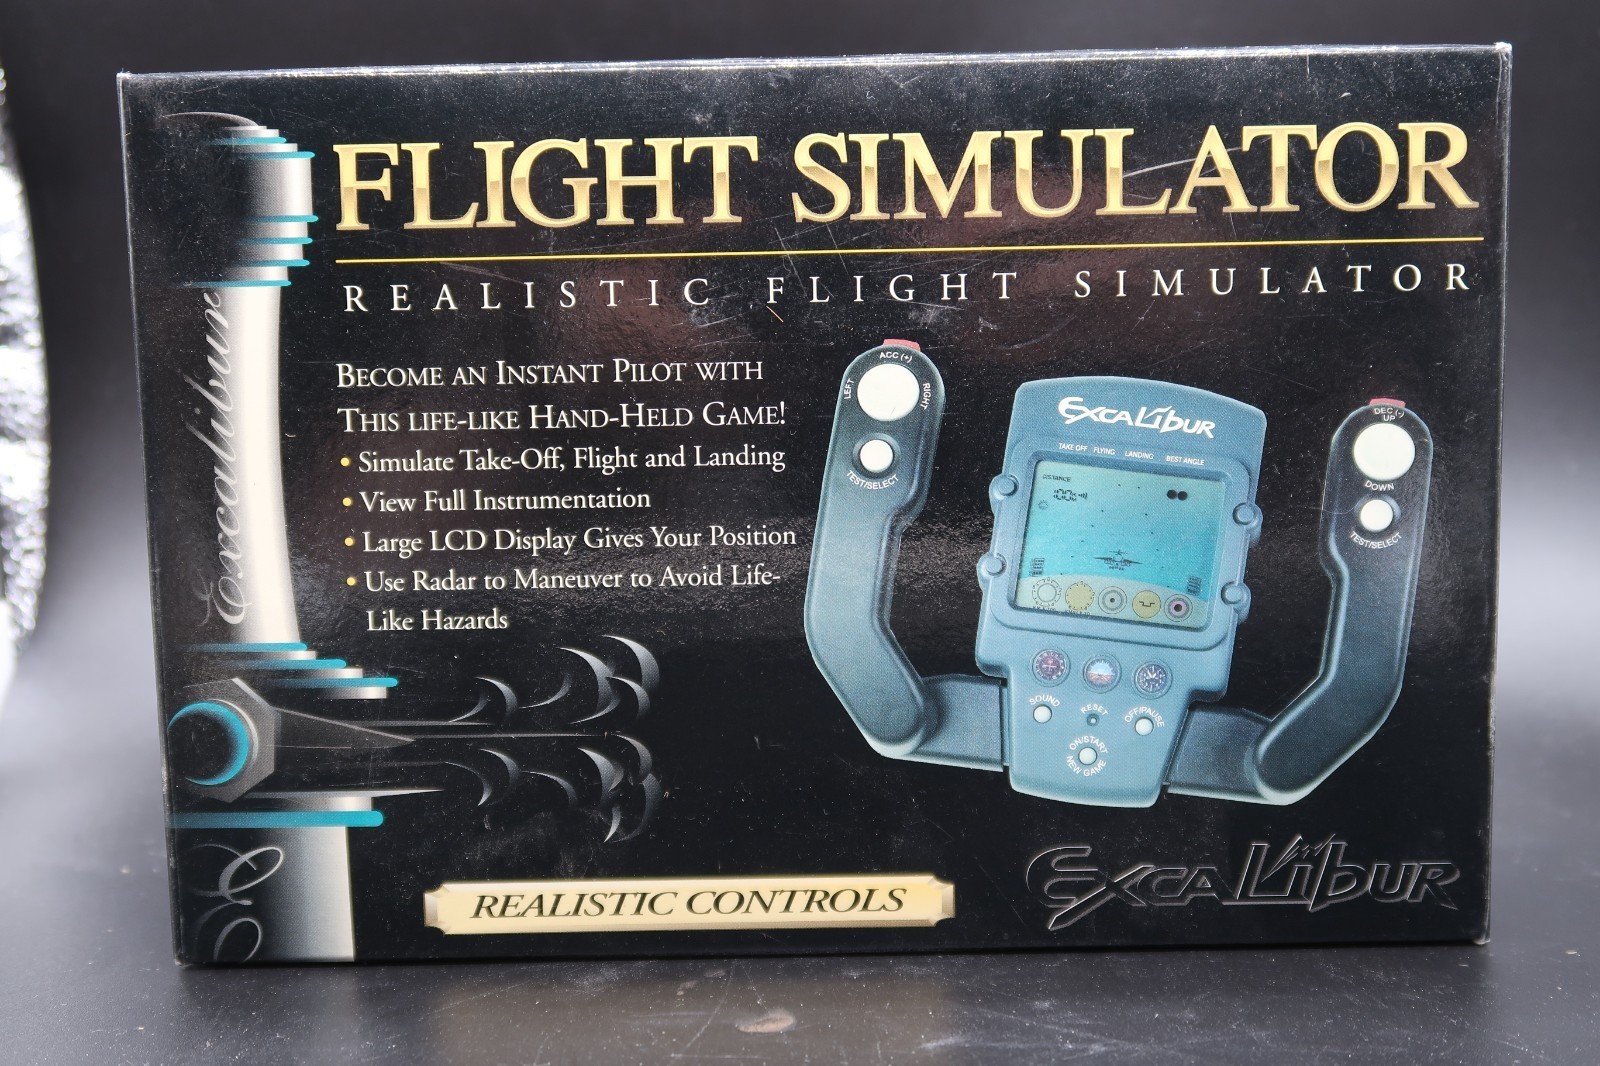 FLIGHT SIMULATOR
REALISTIC FLIGHT SIMULATOR
Excalibur
BECOME AN INSTANT PILOT WITH
THIS LIFE-LIKE HAND-HELD GAME!
• Simulate Take-Off, Flight and Landing
• View Full Instrumentation
• Large LCD Display Gives Your Position
• Use Radar to Maneuver to Avoid Life-
Like Hazards
ACC (+)
LEFT
RIGHT
TEST/SELECT
EXCALIBUR
TAKE OFF FLYING LANDING BEST ANGLE
DISTANCE
DEC (-)
UP
DOWN
TEST/SELECT
SOUND
RESET
OFF/PAUSE
ON/START
NEW GAME
REALISTIC CONTROLS
EXCALIBUR